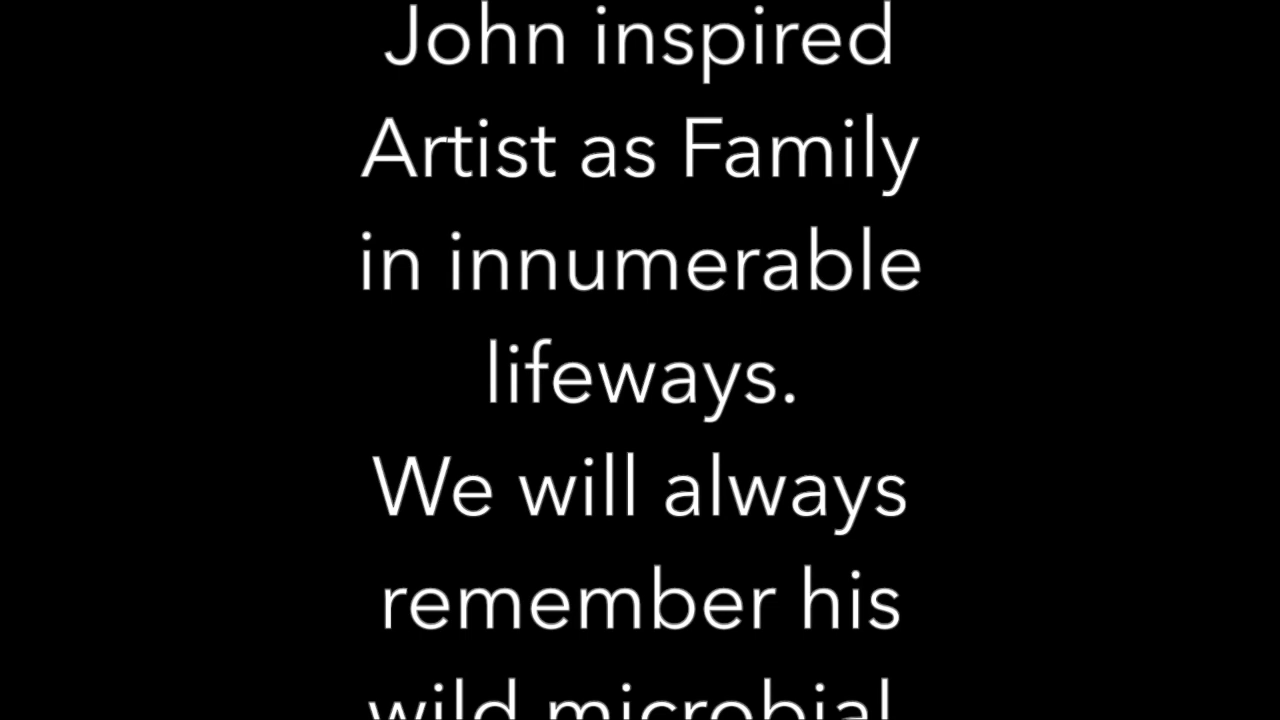 John inspired
Artist as Family
in innumerable
lifeways.
We will always
remember his
wild microbial